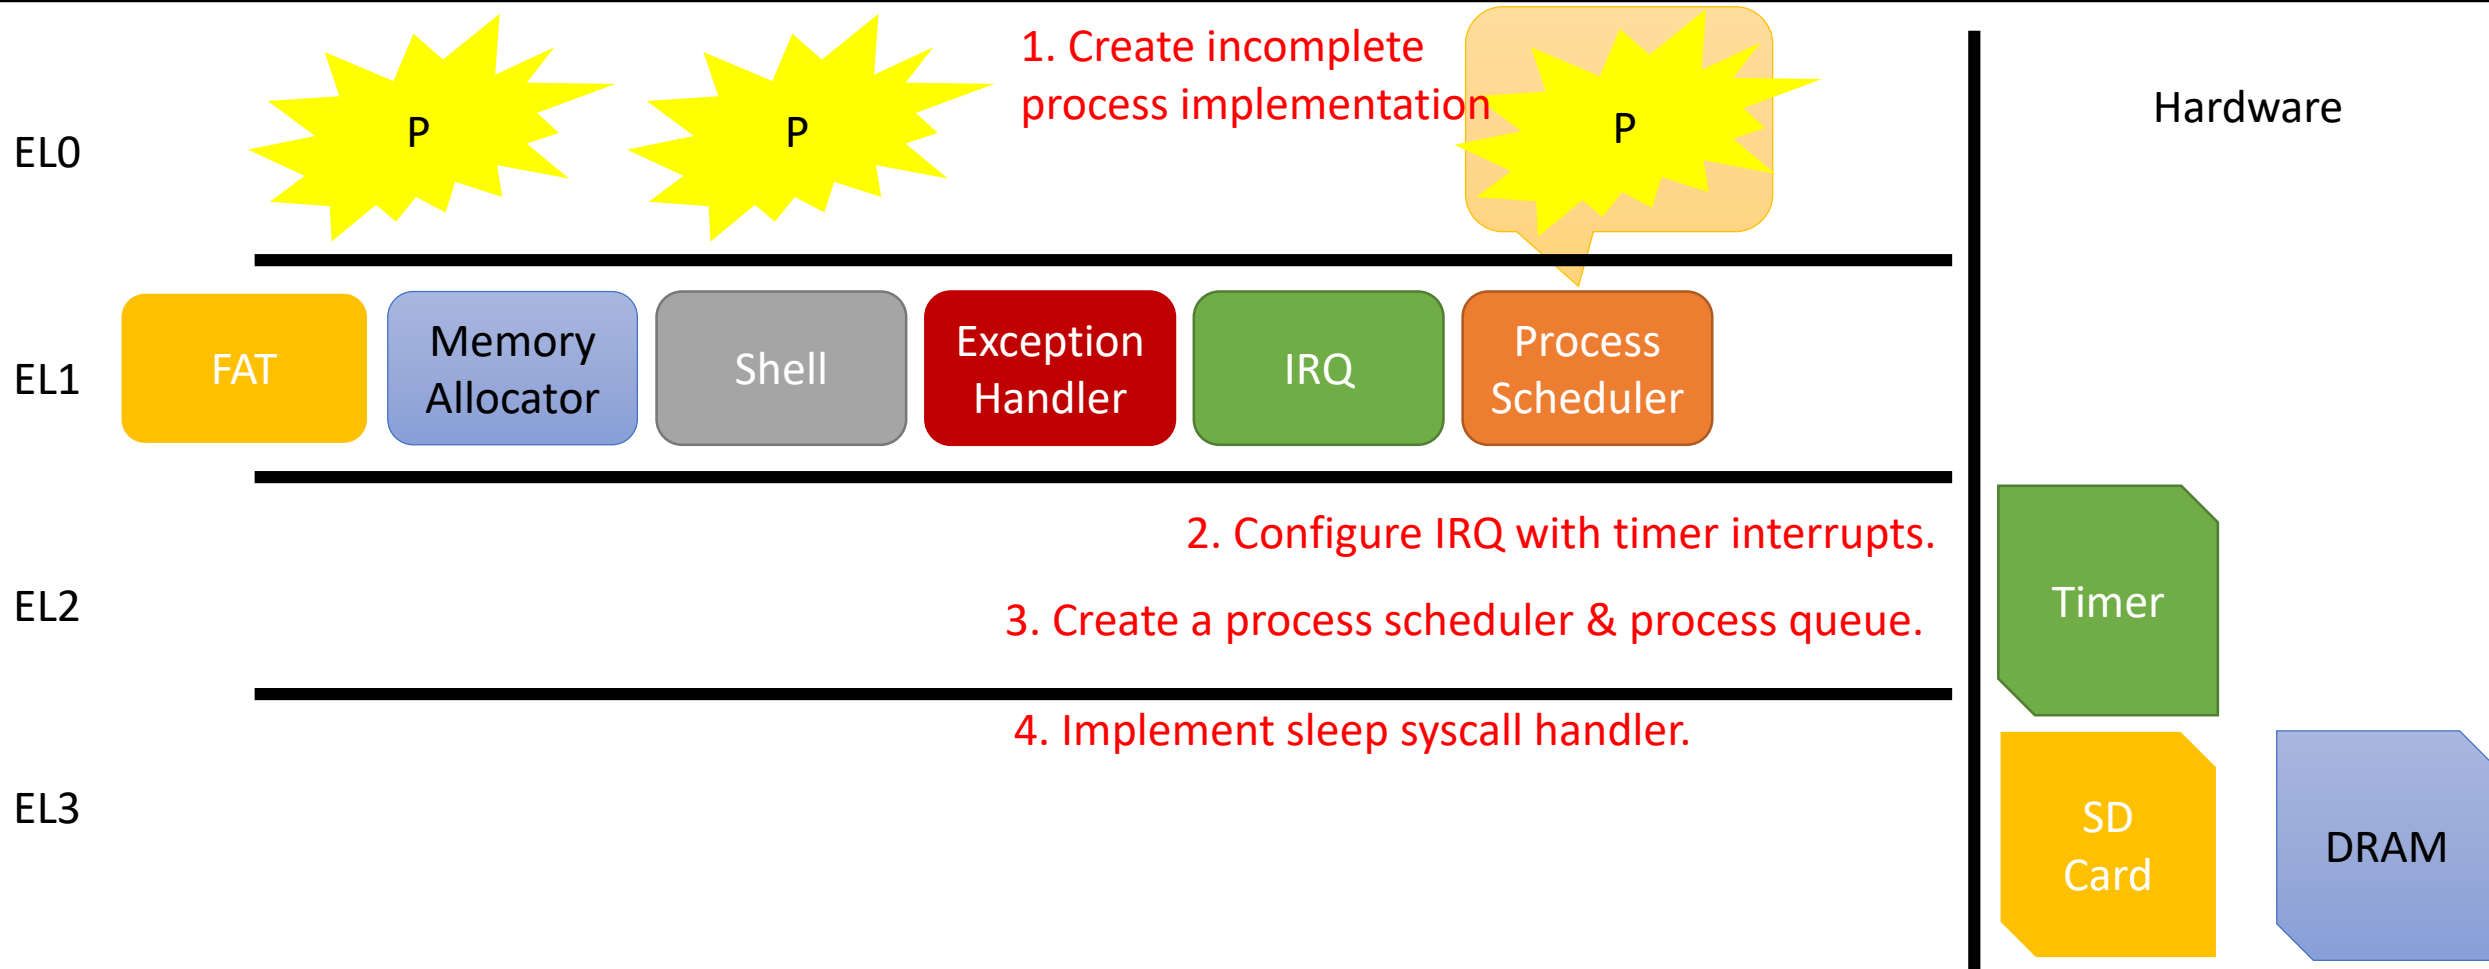 1. Create incomplete
process implementation
P
P
P
Hardware
EL0
FAT
Memory
Allocator
Shell
Exception
Handler
IRQ
Process
Scheduler
EL1
2. Configure IRQ with timer interrupts.
EL2
3. Create a process scheduler & process queue.
Timer
4. Implement sleep syscall handler.
EL3
SD
Card
DRAM